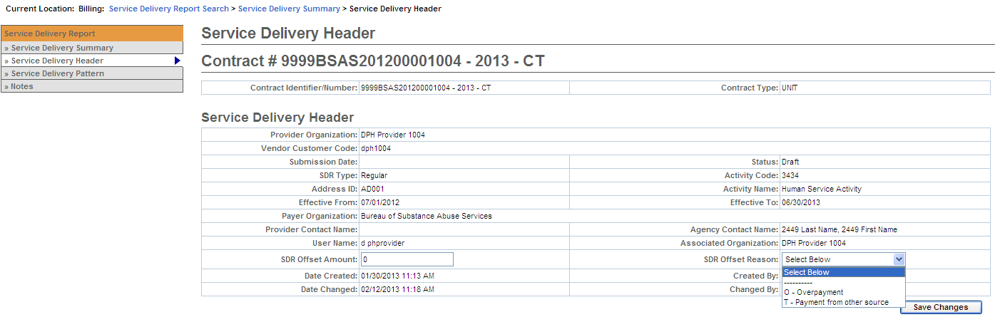 Current Location: Billing: Service Delivery Report Search > Service Delivery Summary > Service Delivery Header
Service Delivery Report
» Service Delivery Summary
» Service Delivery Header
» Service Delivery Pattern
» Notes
Service Delivery Header
Contract # 9999BSAS201200001004 - 2013 - CT
Contract Identifier/Number: 9999BSAS201200001004 - 2013 - CT Contract Type: UNIT
Service Delivery Header
Provider Organization: DPH Provider 1004
Vendor Customer Code: dph1004
Submission Date: Status: Draft
SDR Type: Regular Activity Code: 3434
Address ID: AD001 Activity Name: Human Service Activity
Effective From: 07/01/2012 Effective To: 06/30/2013
Payer Organization: Bureau of Substance Abuse Services
Provider Contact Name: Agency Contact Name: 2449 Last Name, 2449 First Name
User Name: d phprovider Associated Organization: DPH Provider 1004
SDR Offset Amount: 0 SDR Offset Reason: Select Below
Select Below
Date Created: 01/30/2013 11:13 AM Created By:
----------
Date Changed: 02/12/2013 11:18 AM Changed By: O - Overpayment
T - Payment from other source
Save Changes